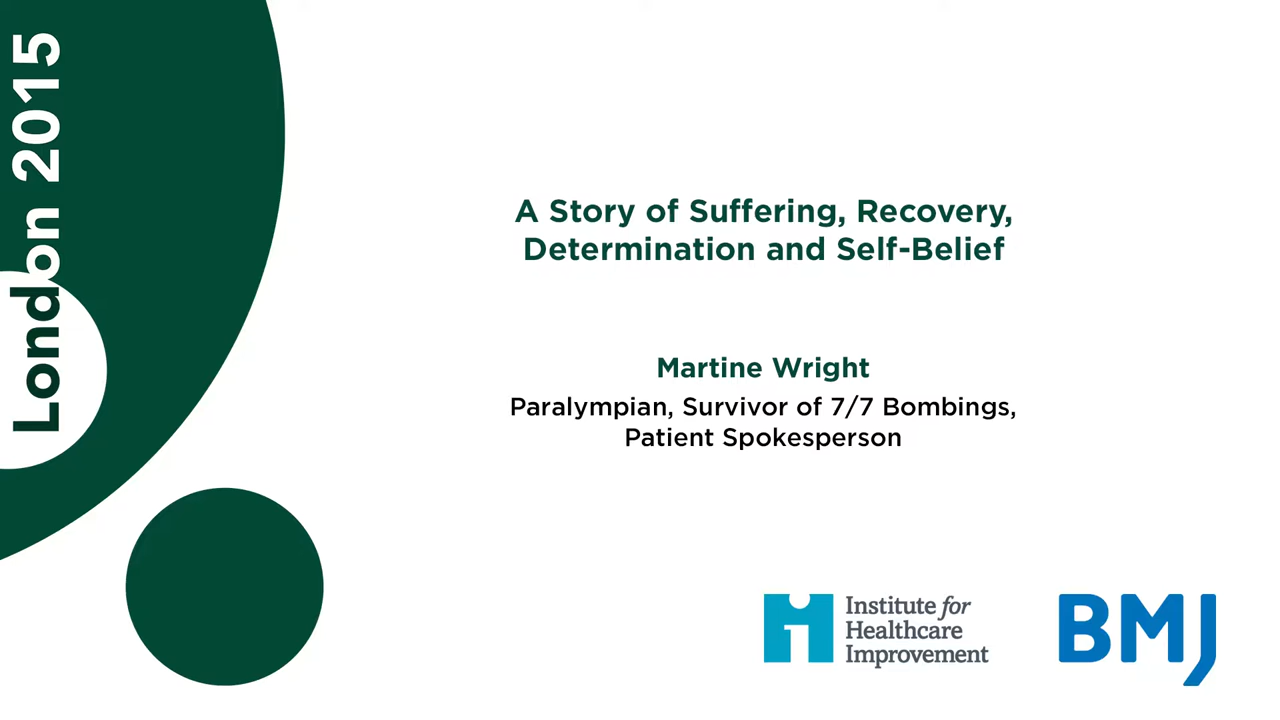 London 2015
A Story of Suffering, Recovery,
Determination and Self-Belief
Martine Wright
Paralympian, Survivor of 7/7 Bombings,
Patient Spokesperson
Institute for
Healthcare
Improvement
BMJ